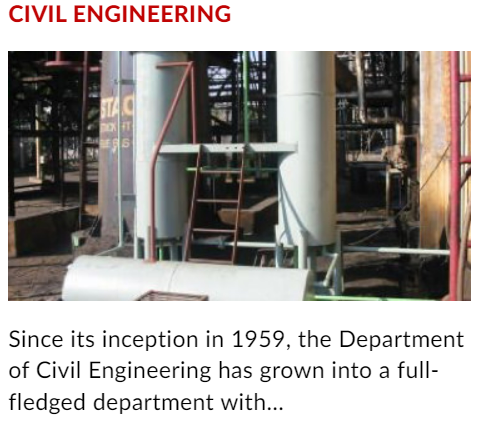 CIVIL ENGINEERING
Since its inception in 1959, the Department
of Civil Engineering has grown into a full-
fledged department with...